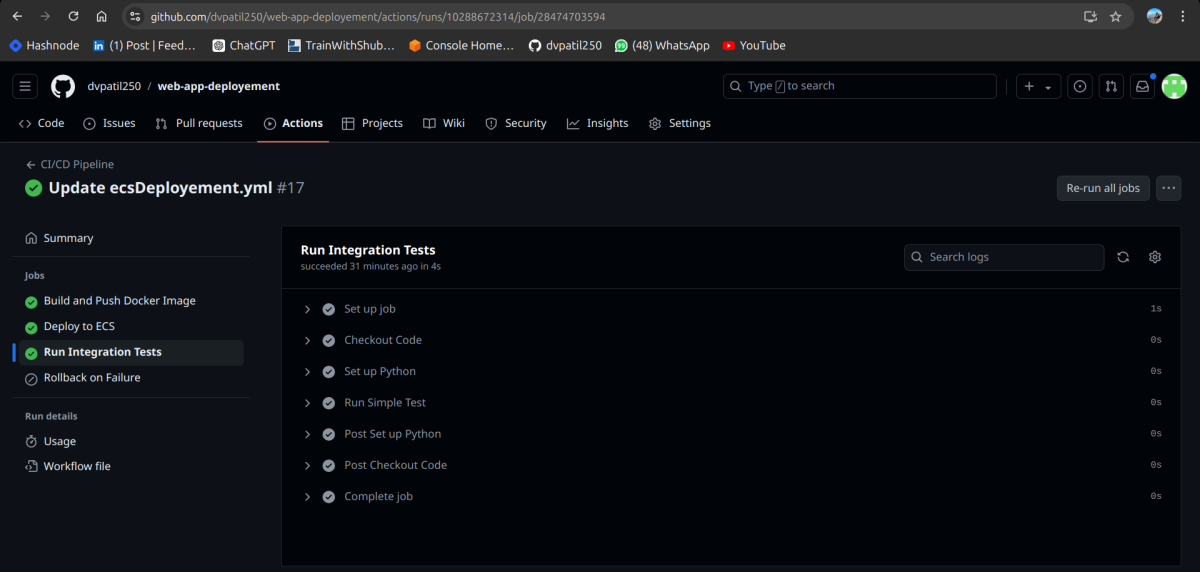 github.com/dvpatil250/web-app-deployement/actions/runs/10288672314/job/28474703594
Hashnode (1) Post | Feed... ChatGPT TrainWithShub... Console Home... dvpatil250 99 (48) WhatsApp YouTube
dvpatil250 / web-app-deployement Type / to search
Code Issues Pull requests Actions Projects Wiki Security Insights Settings
CI/CD Pipeline
Update ecsDeployement.yml #17 Re-run all jobs
Summary
Jobs
Build and Push Docker Image
Deploy to ECS
Run Integration Tests
Rollback on Failure
Run details
Usage
Workflow file
Run Integration Tests
succeeded 31 minutes ago in 4s
Search logs
Set up job 1s
Checkout Code 0s
Set up Python 0s
Run Simple Test 0s
Post Set up Python 0s
Post Checkout Code 0s
Complete job 0s